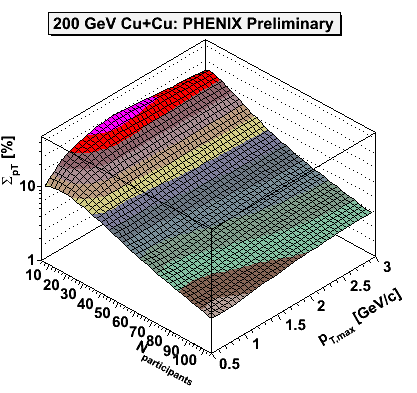 200 GeV Cu+Cu: PHENIX Preliminary
Σ_pT [%]
10
1
10 20 30 40 50 60 70 80 90 100
N_participants
0.5 1 1.5 2 2.5 3
p_T,max [GeV/c]